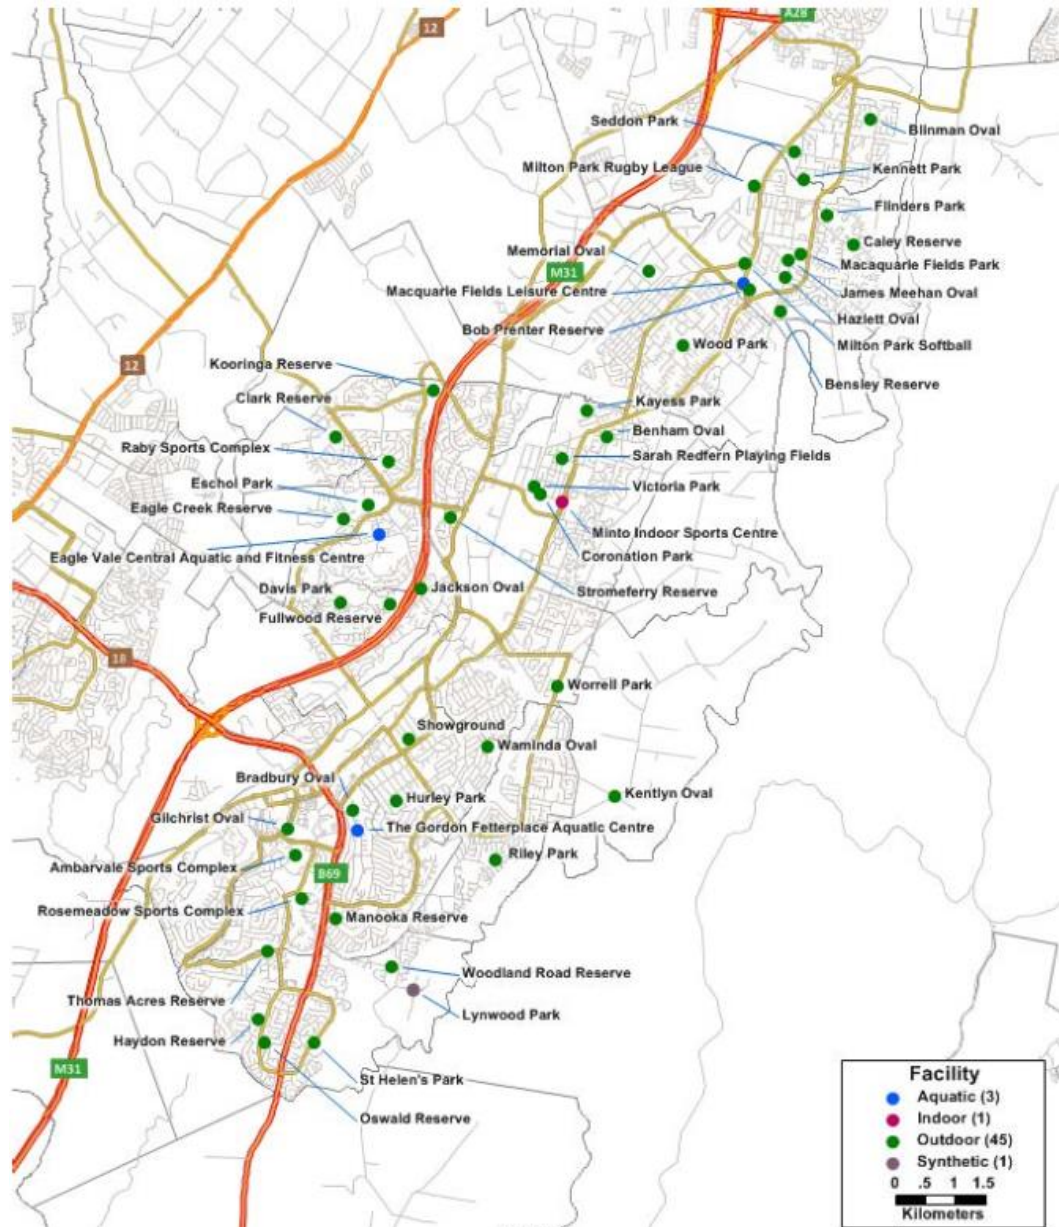 A28
12
Seddon Park
Blinman Oval
Milton Park Rugby League
Kennett Park
Flinders Park
Caley Reserve
Memorial Oval
M31
Macaquarie Fields Park
Macquarie Fields Leisure Centre
James Meehan Oval
Hazlett Oval
Bob Prenter Reserve
Wood Park
Milton Park Softball
12
Kooringa Reserve
Bensley Reserve
Clark Reserve
Kayess Park
Benham Oval
Raby Sports Complex
Sarah Redfern Playing Fields
Eschol Park
Victoria Park
Eagle Creek Reserve
Minto Indoor Sports Centre
Eagle Vale Central Aquatic and Fitness Centre
Coronation Park
Davis Park
Jackson Oval
Stromeferry Reserve
Fullwood Reserve
18
Worrell Park
Showground
Waminda Oval
Bradbury Oval
Hurley Park
Kentlyn Oval
Gilchrist Oval
The Gordon Fetterplace Aquatic Centre
Riley Park
Ambarvale Sports Complex
B69
Rosemeadow Sports Complex
Manooka Reserve
Woodland Road Reserve
Thomas Acres Reserve
Lynwood Park
Haydon Reserve
M31
St Helen's Park
Oswald Reserve
Facility
Aquatic (3)
Indoor (1)
Outdoor (45)
Synthetic (1)
0 .5 1 1.5
Kilometers